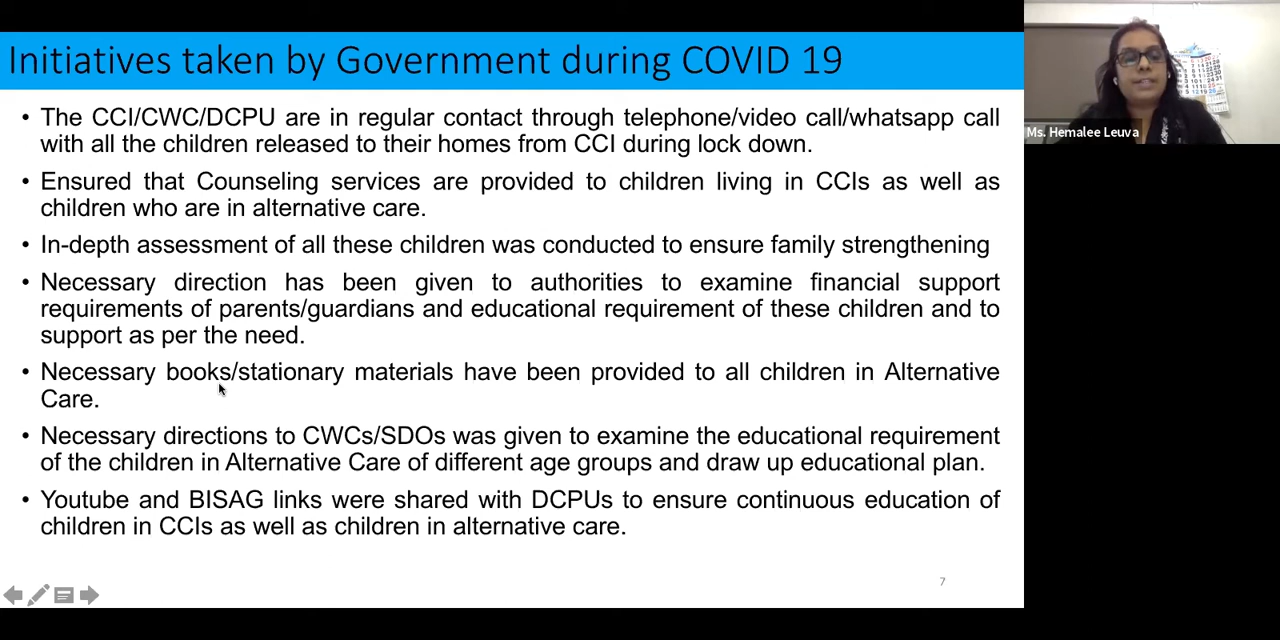 Initiatives taken by Government during COVID 19
• The CCI/CWC/DCPU are in regular contact through telephone/video call/whatsapp call
with all the children released to their homes from CCI during lock down.
• Ensured that Counseling services are provided to children living in CCIs as well as
children who are in alternative care.
• In-depth assessment of all these children was conducted to ensure family strengthening
• Necessary direction has been given to authorities to examine financial support
requirements of parents/guardians and educational requirement of these children and to
support as per the need.
• Necessary books/stationary materials have been provided to all children in Alternative
Care.
• Necessary directions to CWCs/SDOs was given to examine the educational requirement
of the children in Alternative Care of different age groups and draw up educational plan.
• Youtube and BISAG links were shared with DCPUs to ensure continuous education of
children in CCIs as well as children in alternative care.
7
Ms. Hemalee Leuva